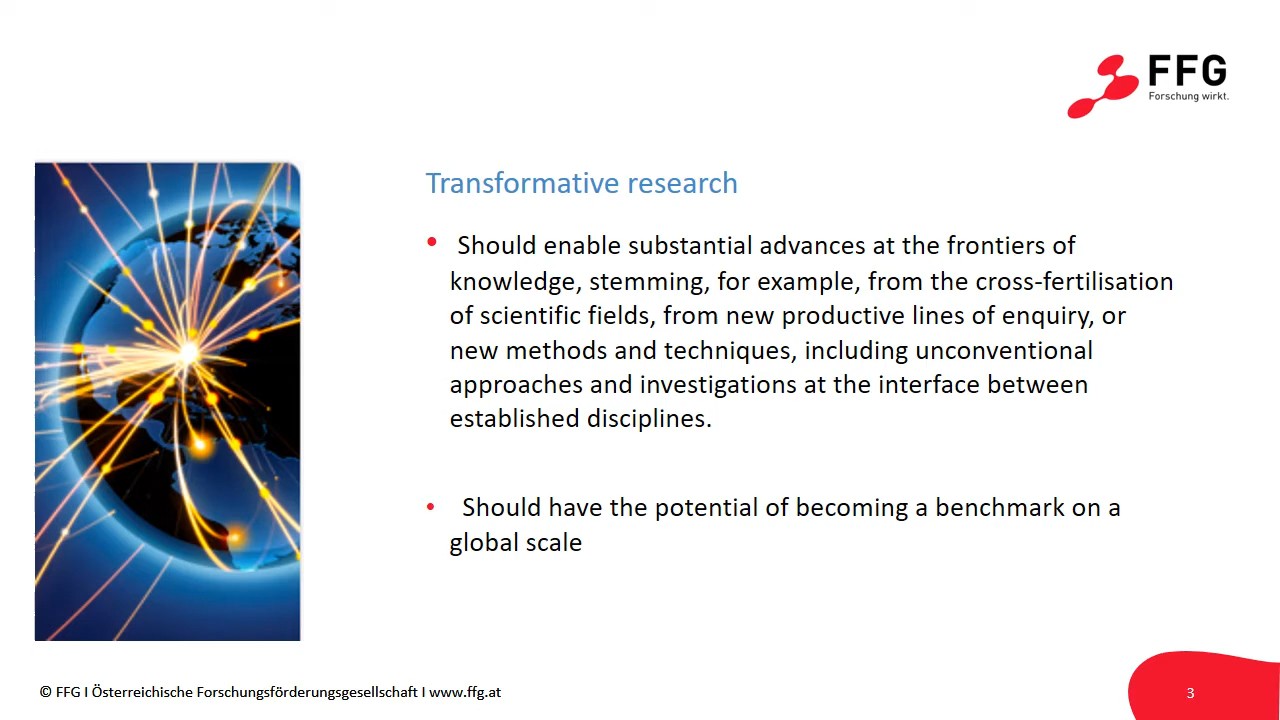 FFG
Forschung wirkt.
Transformative research
• Should enable substantial advances at the frontiers of
knowledge, stemming, for example, from the cross-fertilisation
of scientific fields, from new productive lines of enquiry, or
new methods and techniques, including unconventional
approaches and investigations at the interface between
established disciplines.
• Should have the potential of becoming a benchmark on a
global scale
© FFG I Österreichische Forschungsförderungsgesellschaft I www.ffg.at
3